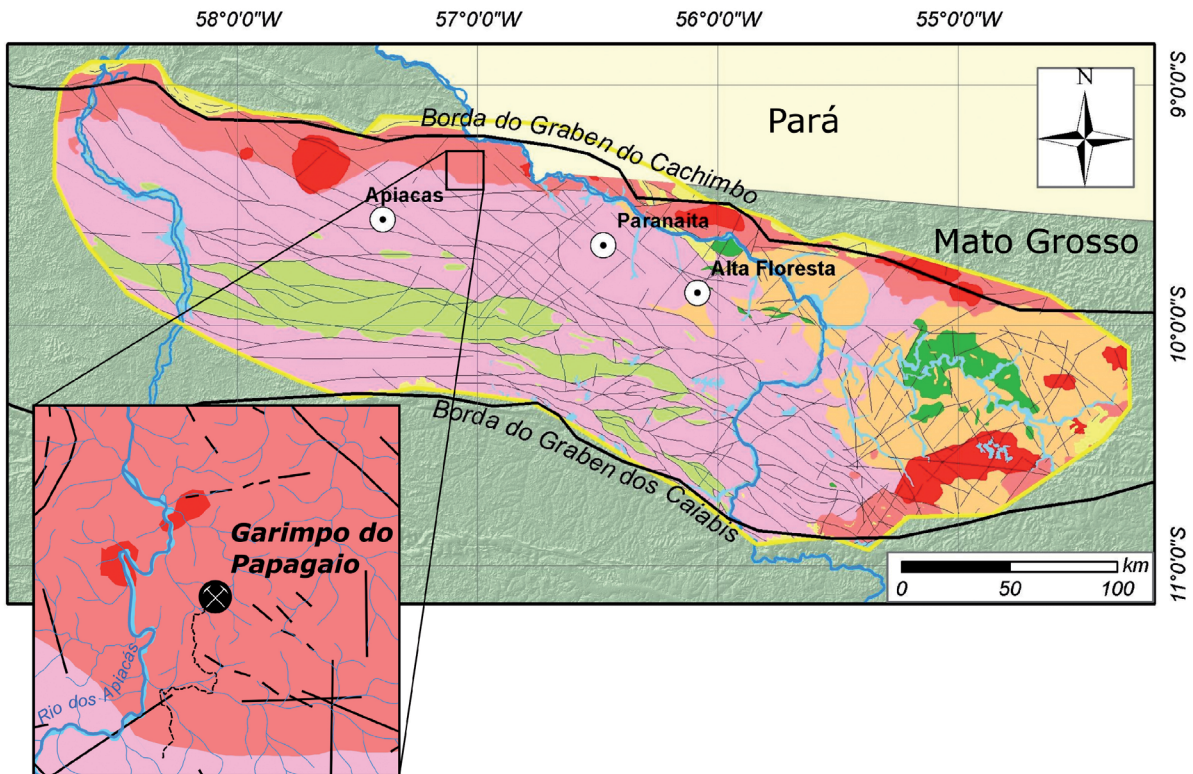 58°0'0"W
57°0'0"W
56°0'0"W
55°0'0"W
9°0'0"S
10°0'0"S
11°0'0"S
N
Pará
Mato Grosso
Borda do Graben do Cachimbo
Apiacas
Paranaita
Alta Floresta
Borda do Graben dos Caiabis
Garimpo do
Papagaio
Rio dos Apiacás
km
0 50 100